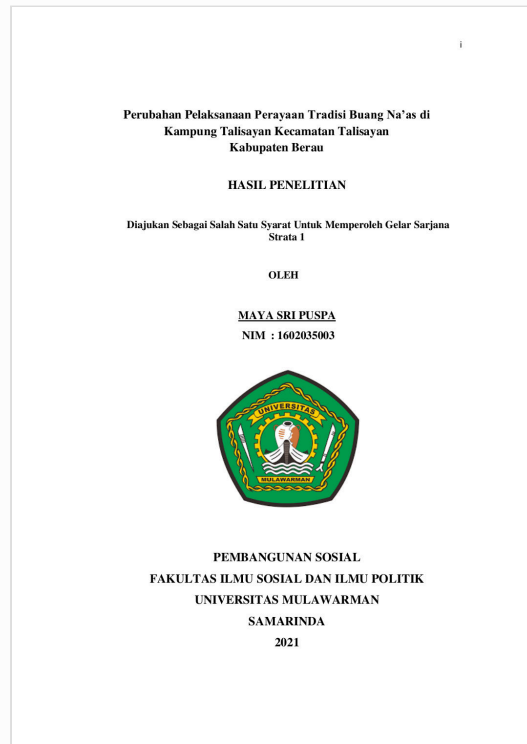 i
Perubahan Pelaksanaan Perayaan Tradisi Buang Na'as di
Kampung Talisayan Kecamatan Talisayan
Kabupaten Berau
HASIL PENELITIAN
Diajukan Sebagai Salah Satu Syarat Untuk Memperoleh Gelar Sarjana
Strata 1
OLEH
MAYA SRI PUSPA
NIM : 1602035003
UNIVERSITAS
MULAWARMAN
PEMBANGUNAN SOSIAL
FAKULTAS ILMU SOSIAL DAN ILMU POLITIK
UNIVERSITAS MULAWARMAN
SAMARINDA
2021